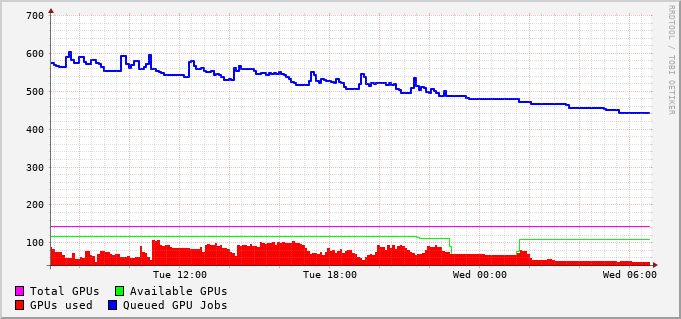 700
600
500
400
300
200
100
Tue 12:00 Tue 18:00 Wed 00:00 Wed 06:00
Total GPUs Available GPUs
GPUs used Queued GPU Jobs
RRDTOOL / TOBI OETIKER